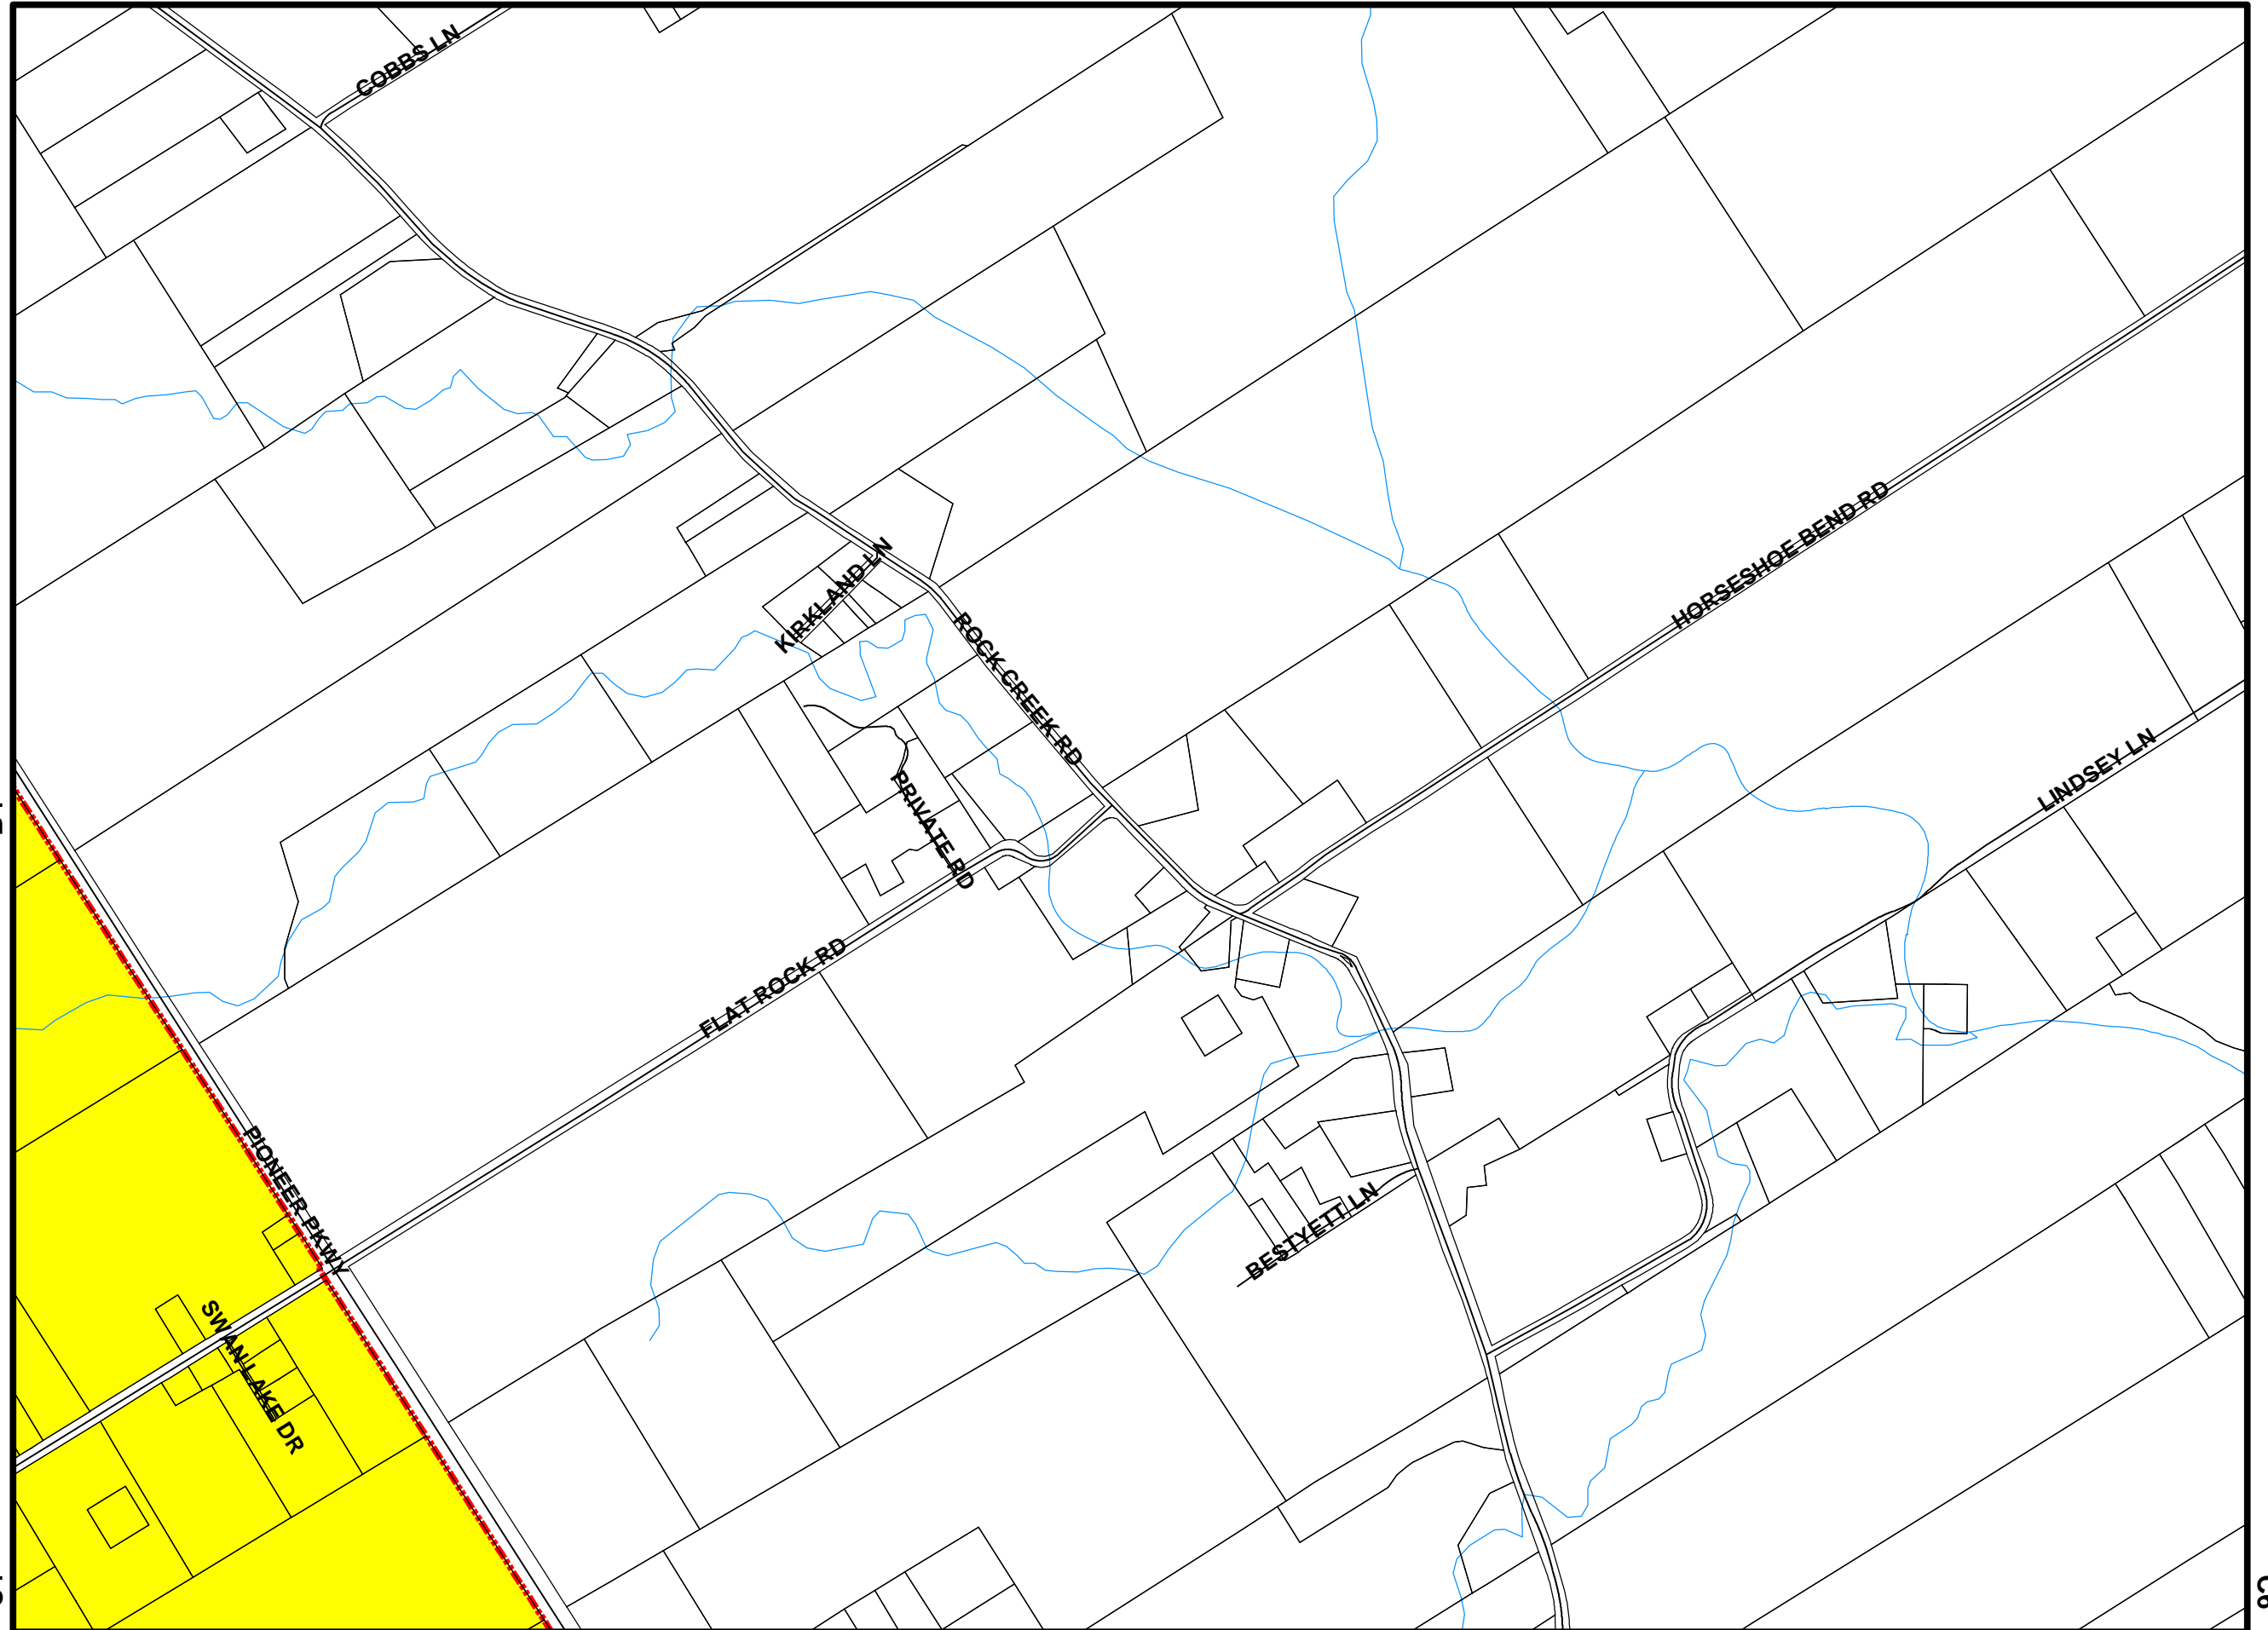 COBBS LN
HORSESHOE BEND RD
KIRKLAND LN
ROCK CREEK RD
LINDSEY LN
PRIVATE RD
FLAT ROCK RD
PIONEER PKWY
BESTYETT LN
SWAN LAKE DR